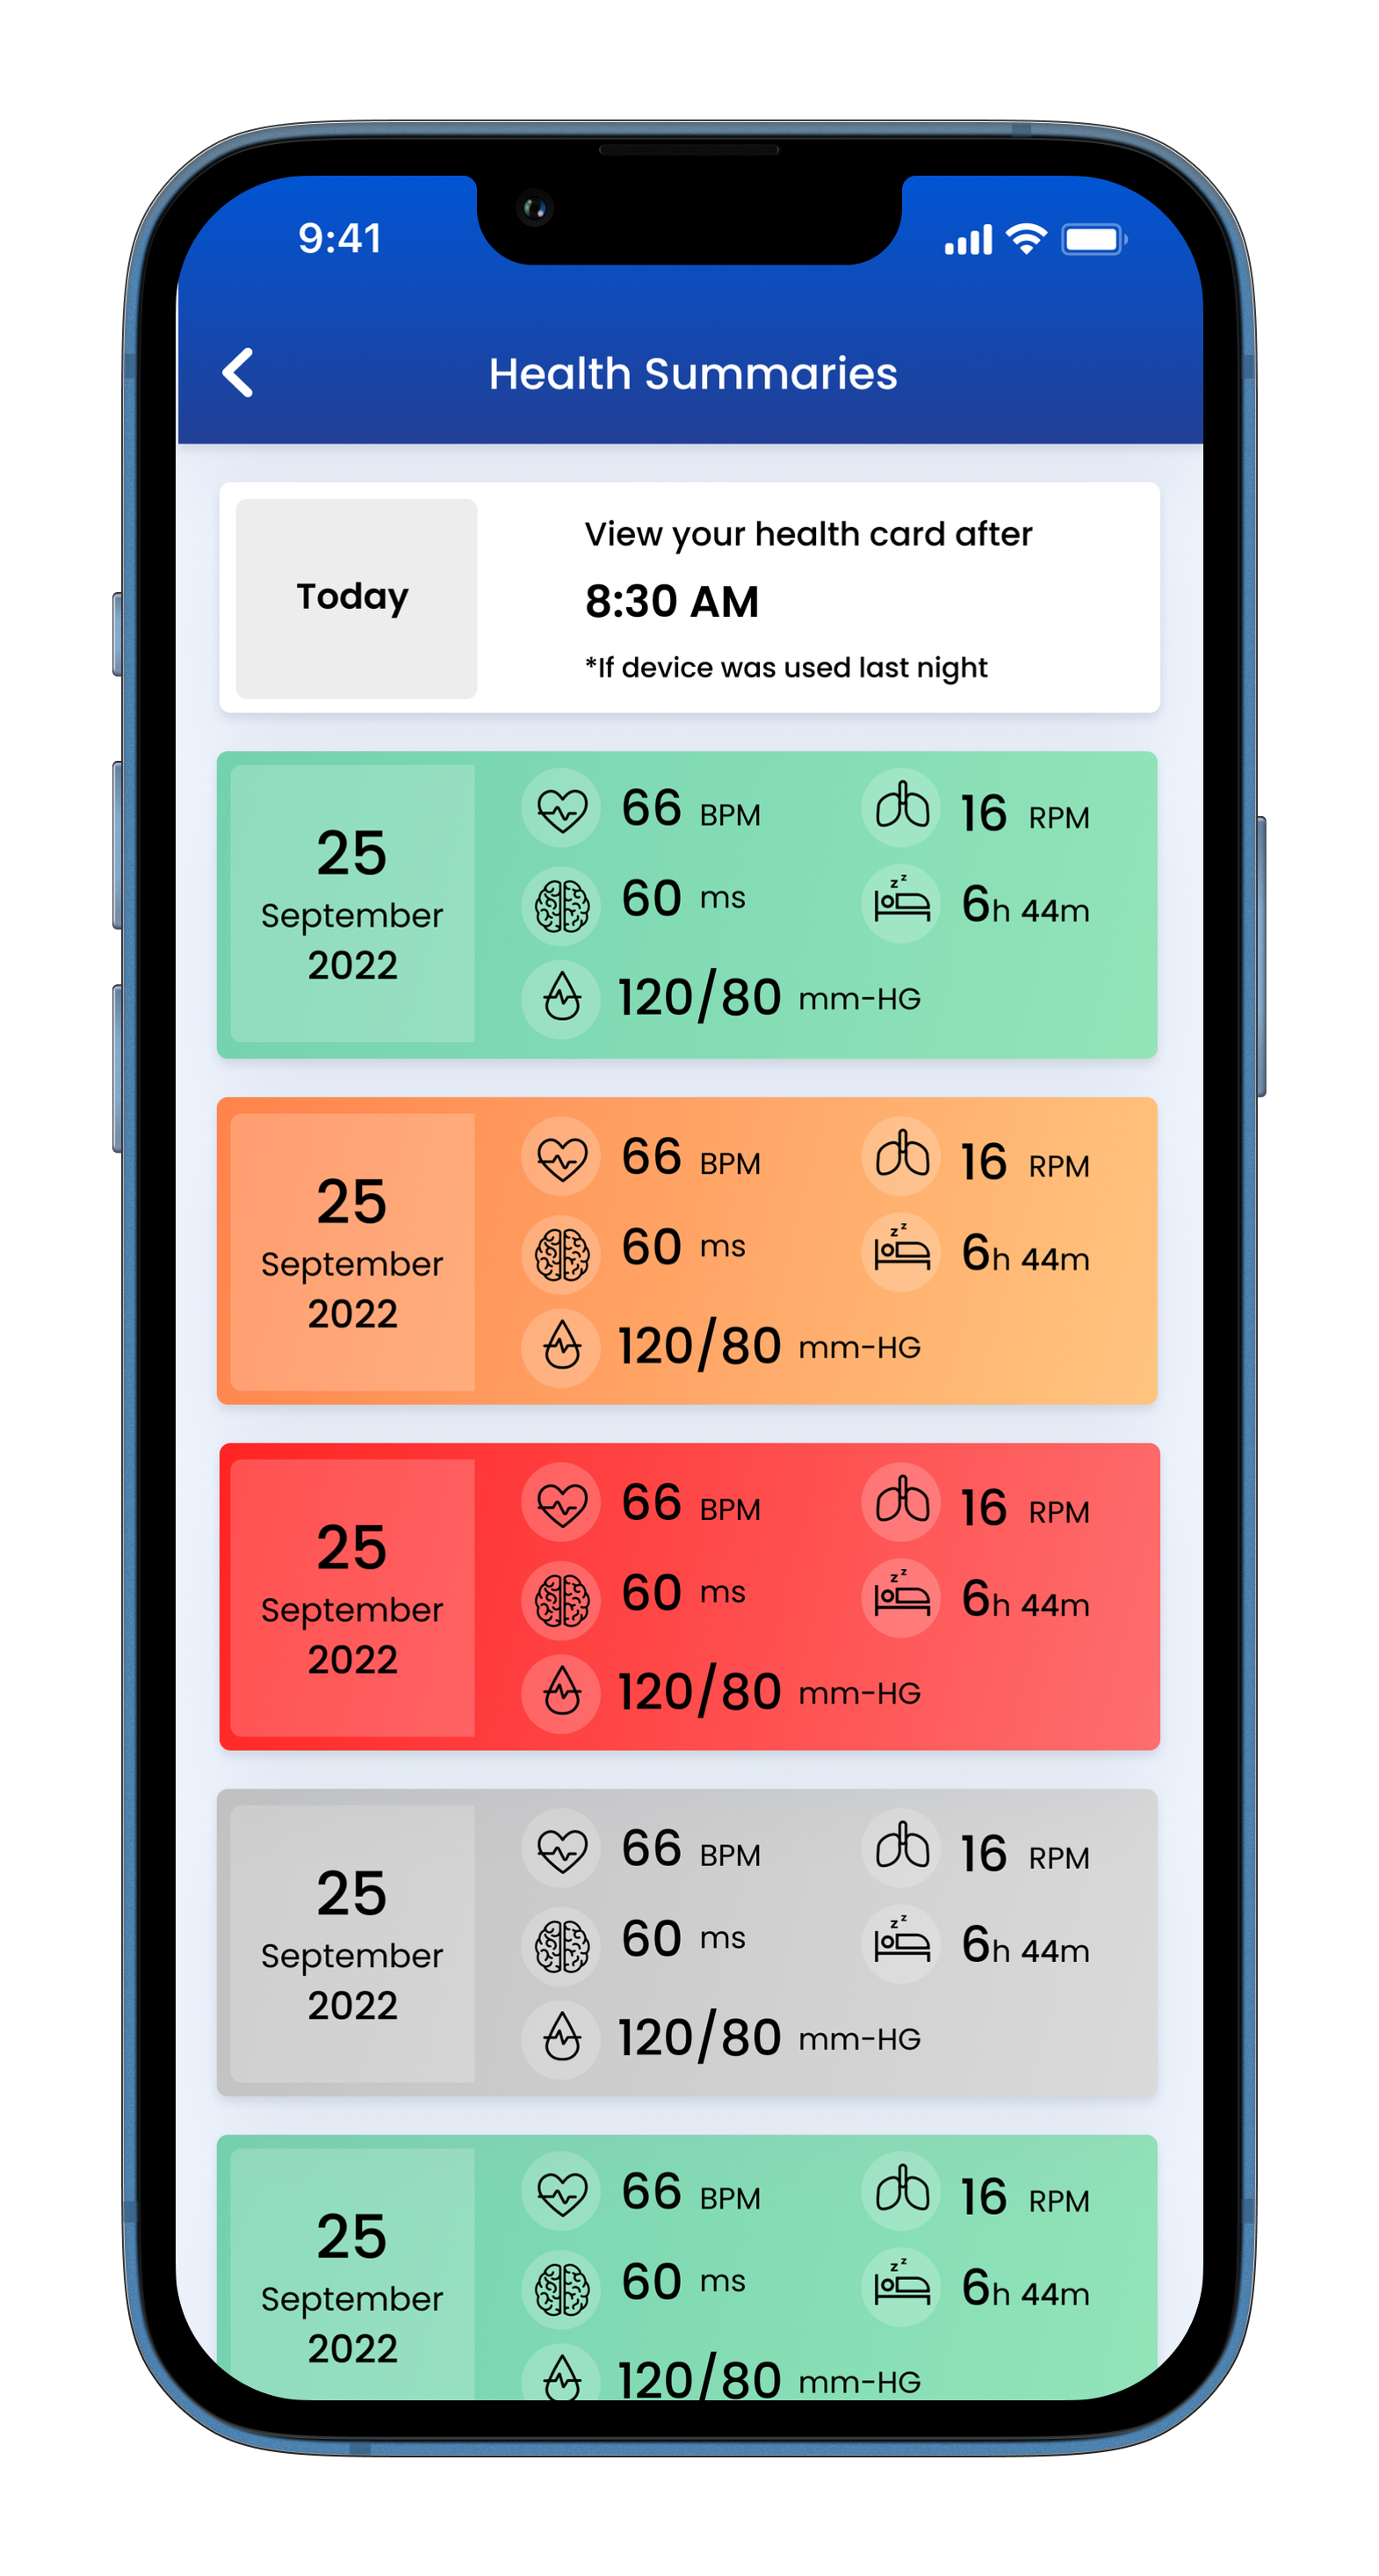 9:41
Health Summaries
Today
View your health card after
8:30 AM
*If device was used last night
25
September
2022
66 BPM 16 RPM
60 ms 6h 44m
120/80 mm-HG
25
September
2022
66 BPM 16 RPM
60 ms 6h 44m
120/80 mm-HG
25
September
2022
66 BPM 16 RPM
60 ms 6h 44m
120/80 mm-HG
25
September
2022
66 BPM 16 RPM
60 ms 6h 44m
120/80 mm-HG
25
September
2022
66 BPM 16 RPM
60 ms 6h 44m
120/80 mm-HG